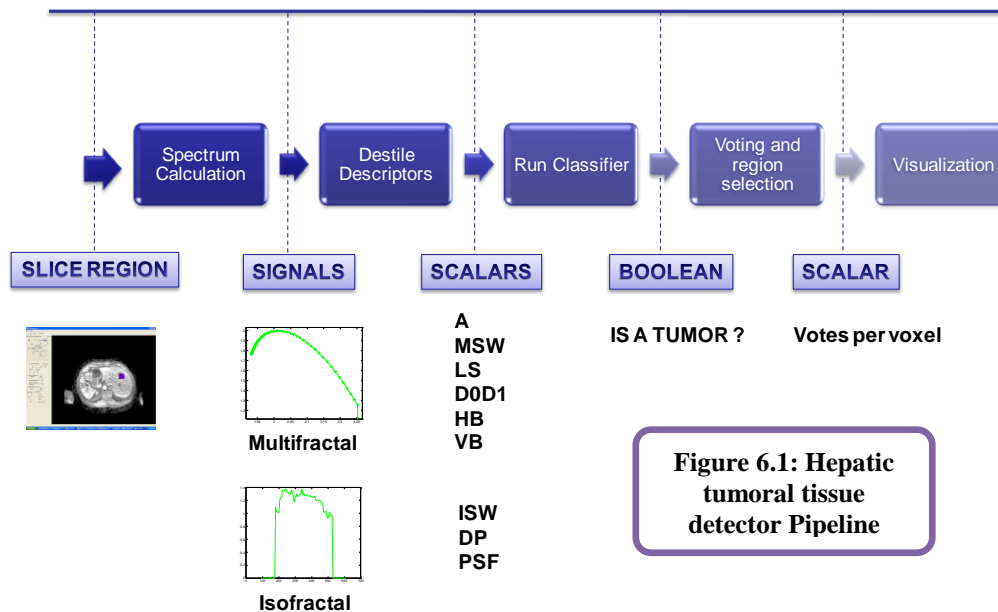 Spectrum
Calculation
Destile
Descriptors
Run Classifier
Voting and
region
selection
Visualization
SLICE REGION
SIGNALS
SCALARS
BOOLEAN
SCALAR
Multifractal
Isofractal
A
MSW
LS
D0D1
HB
VB
ISW
DP
PSF
IS A TUMOR ?
Votes per voxel
Figure 6.1: Hepatic
tumoral tissue
detector Pipeline